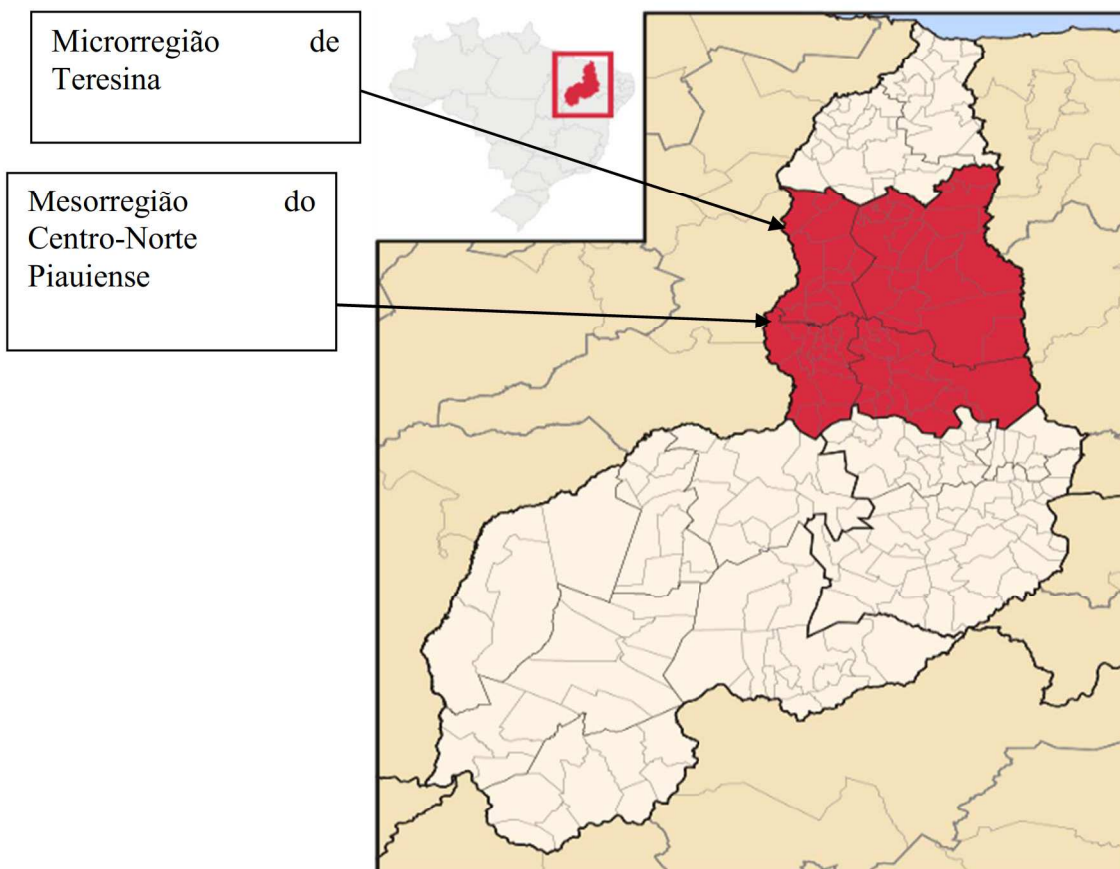 Microrregião de
Teresina
Mesorregião do
Centro-Norte
Piauiense